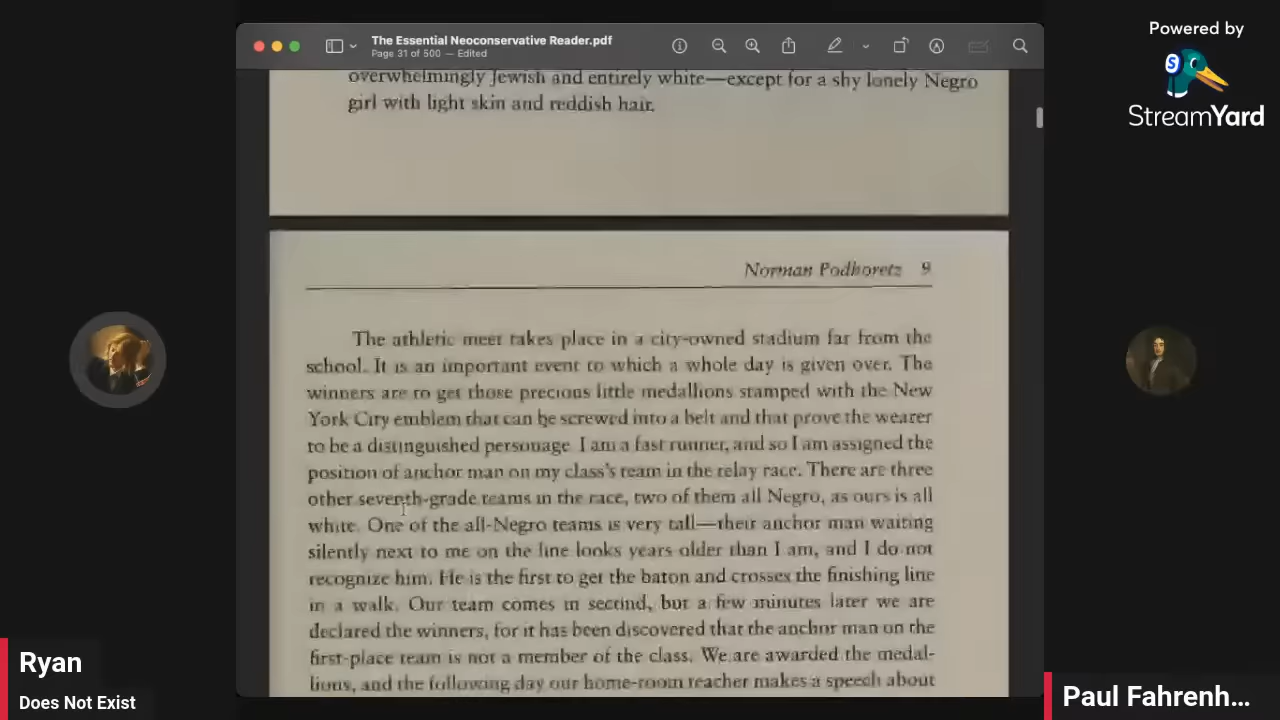 Powered by
StreamYard
The Essential Neoconservative Reader.pdf
Page 31 of 500 — Edited
overwhelmingly Jewish and entirely white—except for a shy lonely Negro
girl with light skin and reddish hair.
Norman Podhoretz 9
The athletic meet takes place in a city-owned stadium far from the
school. It is an important event to which a whole day is given over. The
winners are to get those precious little medallions stamped with the New
York City emblem that can be screwed into a belt and that prove the wearer
to be a distinguished personage. I am a fast runner, and so I am assigned the
position of anchor man on my class's team in the relay race. There are three
other seventh-grade teams in the race, two of them all Negro, as ours is all
white. One of the all-Negro teams is very tall—their anchor man waiting
silently next to me on the line looks years older than I am, and I do not
recognize him. He is the first to get the baton and crosses the finishing line
in a walk. Our team comes in second, but a few minutes later we are
declared the winners, for it has been discovered that the anchor man on the
first-place team is not a member of the class. We are awarded the medal-
lions, and the following day our home-room teacher makes a speech about
Ryan
Does Not Exist
Paul Fahrenh...